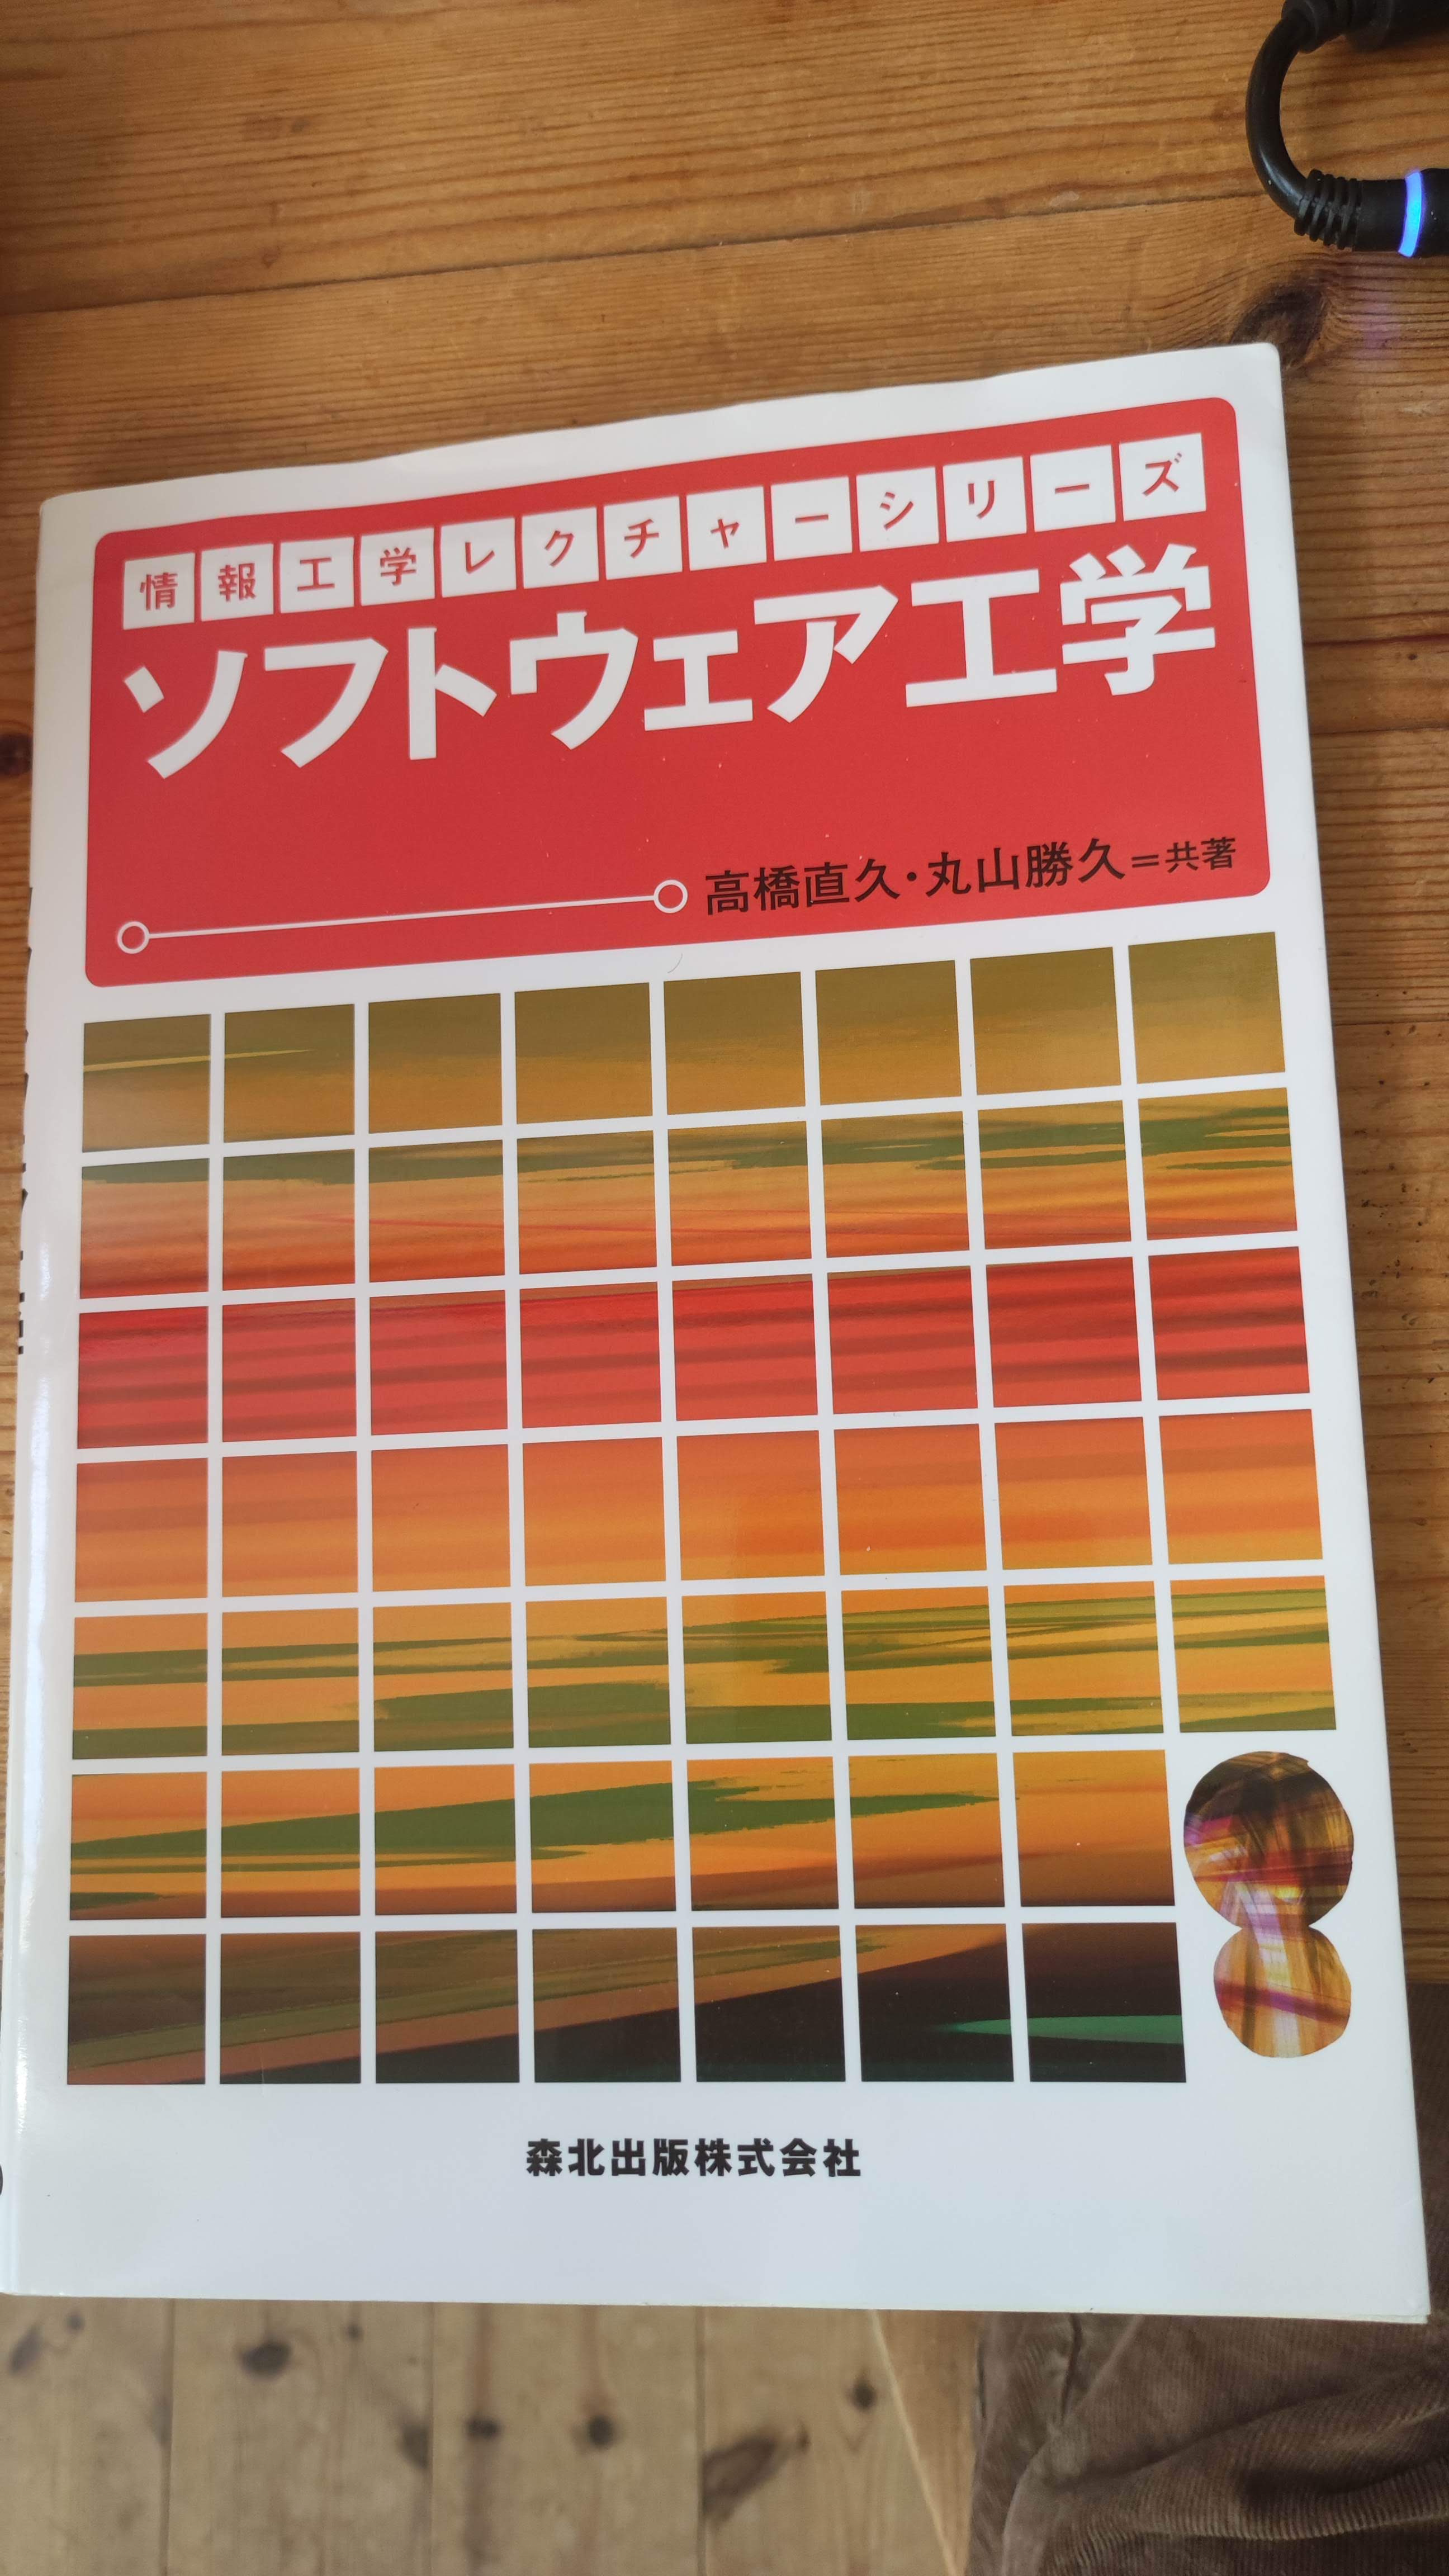 情報工学レクチャーシリーズ
ソフトウェア工学
高橋直久・丸山勝久＝共著
森北出版株式会社